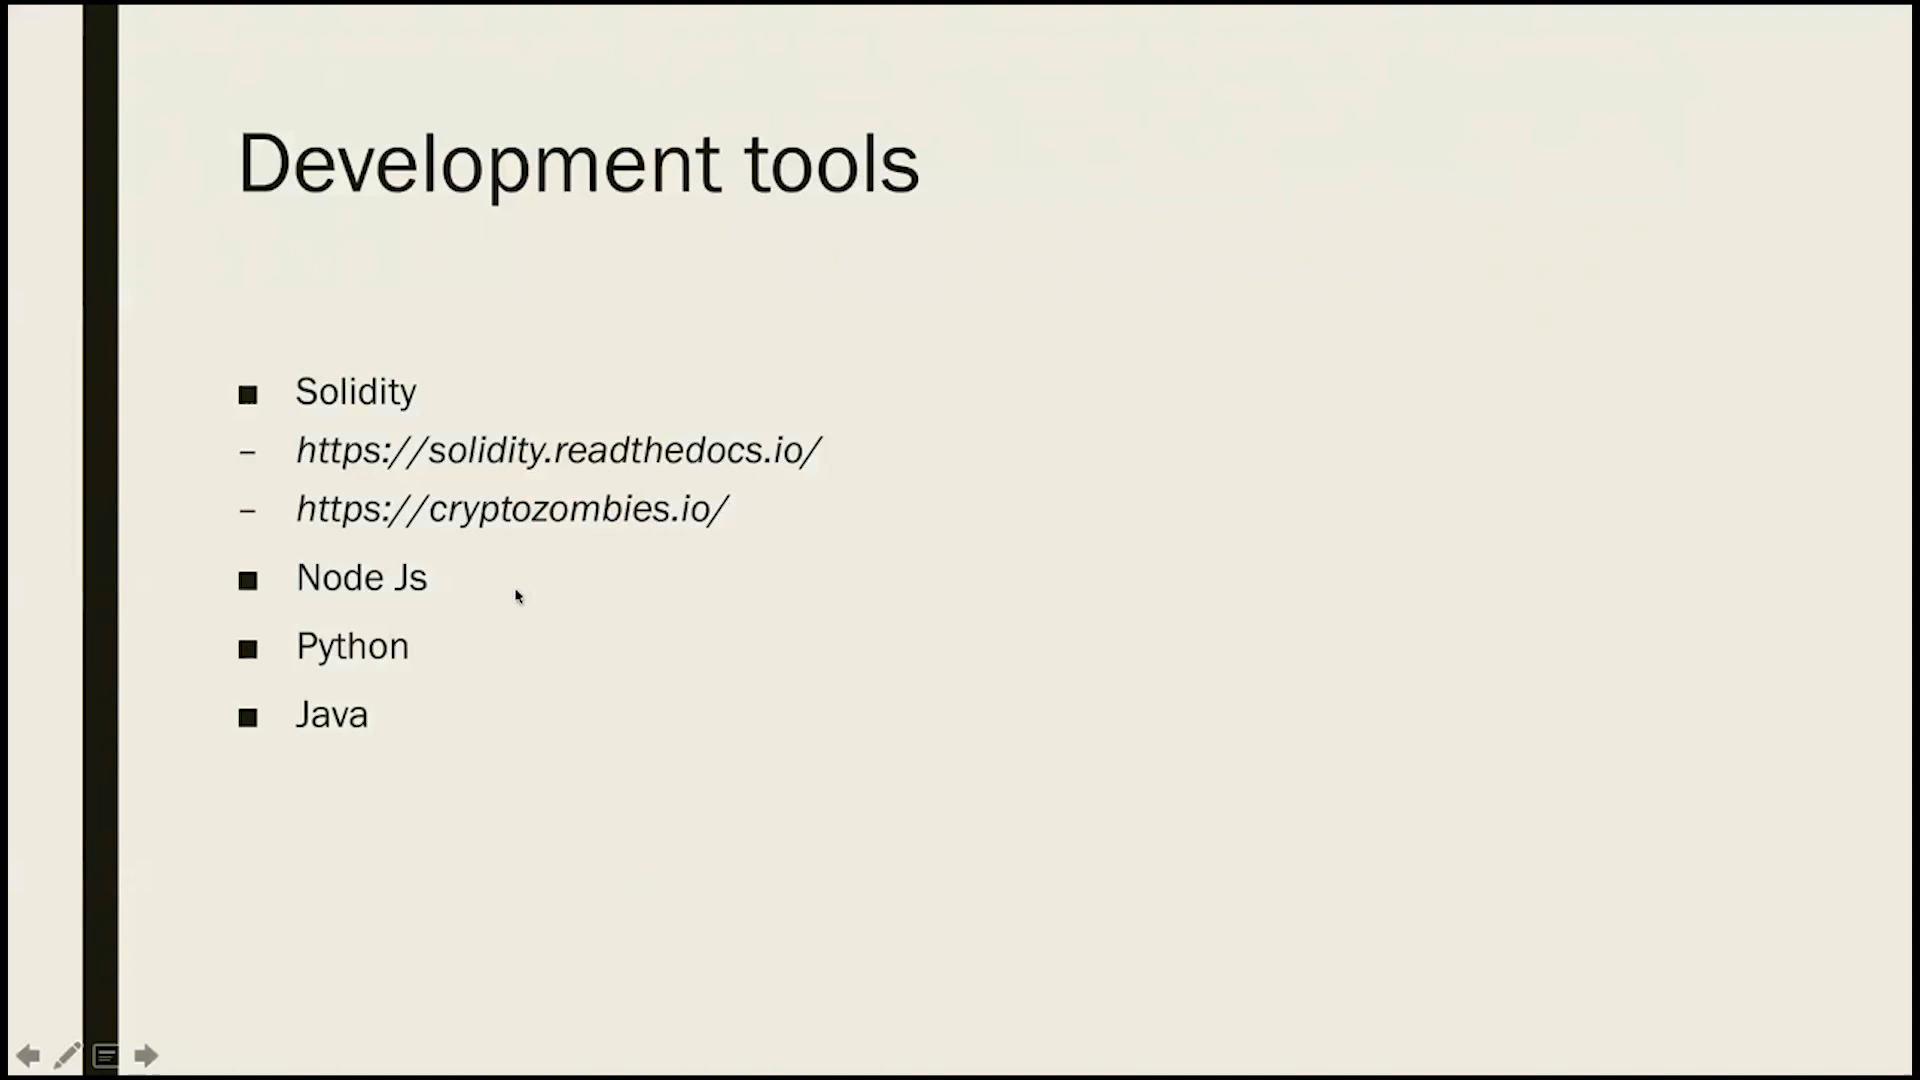 Development tools
■ Solidity
– https://solidity.readthedocs.io/
– https://cryptozombies.io/
■ Node Js
■ Python
■ Java